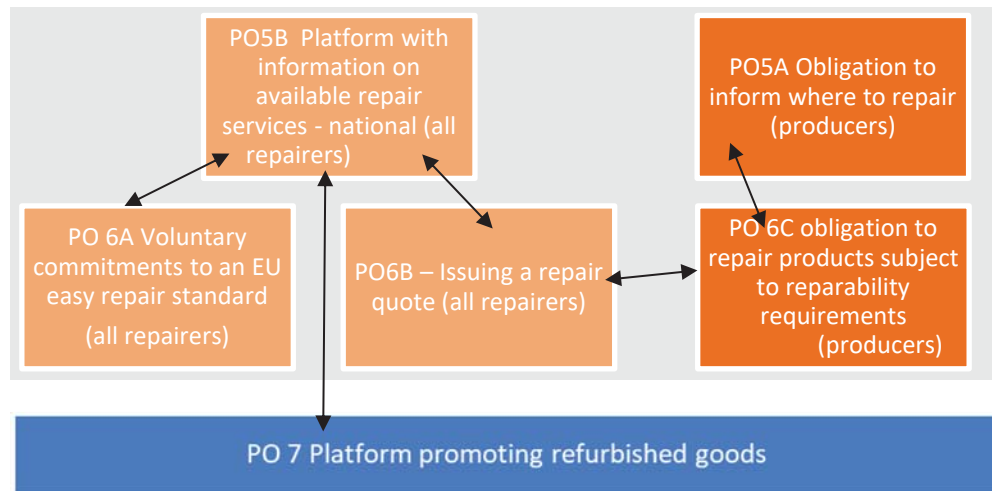 PO5B  Platform with
information on
available repair
services - national (all
repairers)
PO5A Obligation to
inform where to repair
(producers)
PO 6A Voluntary
commitments to an EU
easy repair standard
(all repairers)
PO6B – Issuing a repair
quote (all repairers)
PO 6C obligation to
repair products subject
to reparability
requirements
(producers)
PO 7 Platform promoting refurbished goods